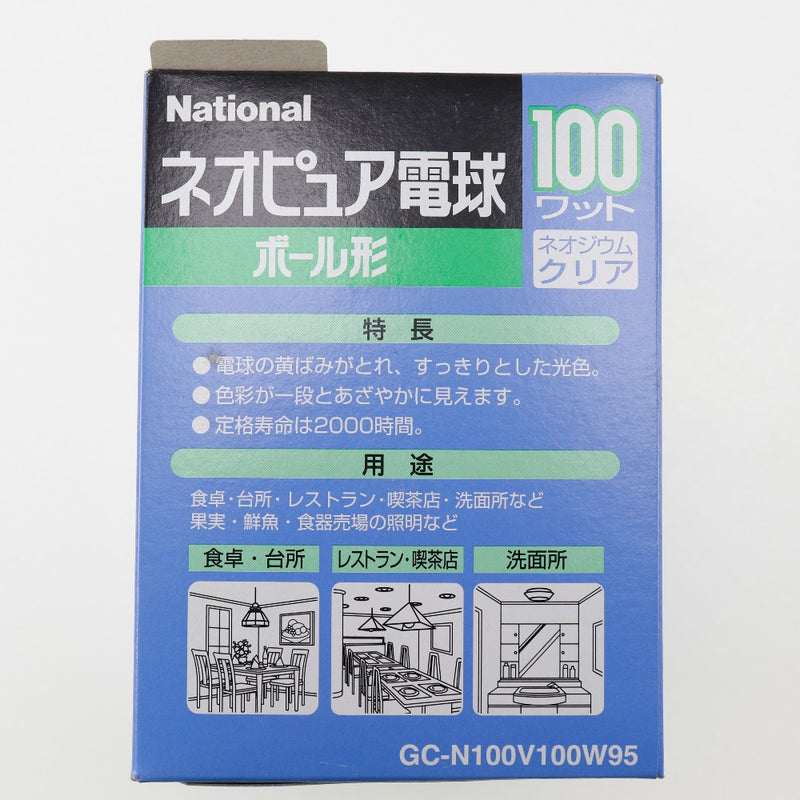 National
ネオピュア電球
ボール形
100
ワット
ネオジウム
クリア
特長
●電球の黄ばみがとれ、すっきりとした光色。
●色彩が一段とあざやかに見えます。
●定格寿命は2000時間。
用途
食卓・台所・レストラン・喫茶店・洗面所など
果実・鮮魚・食器売場の照明など
食卓・台所
レストラン・喫茶店
洗面所
GC-N100V100W95